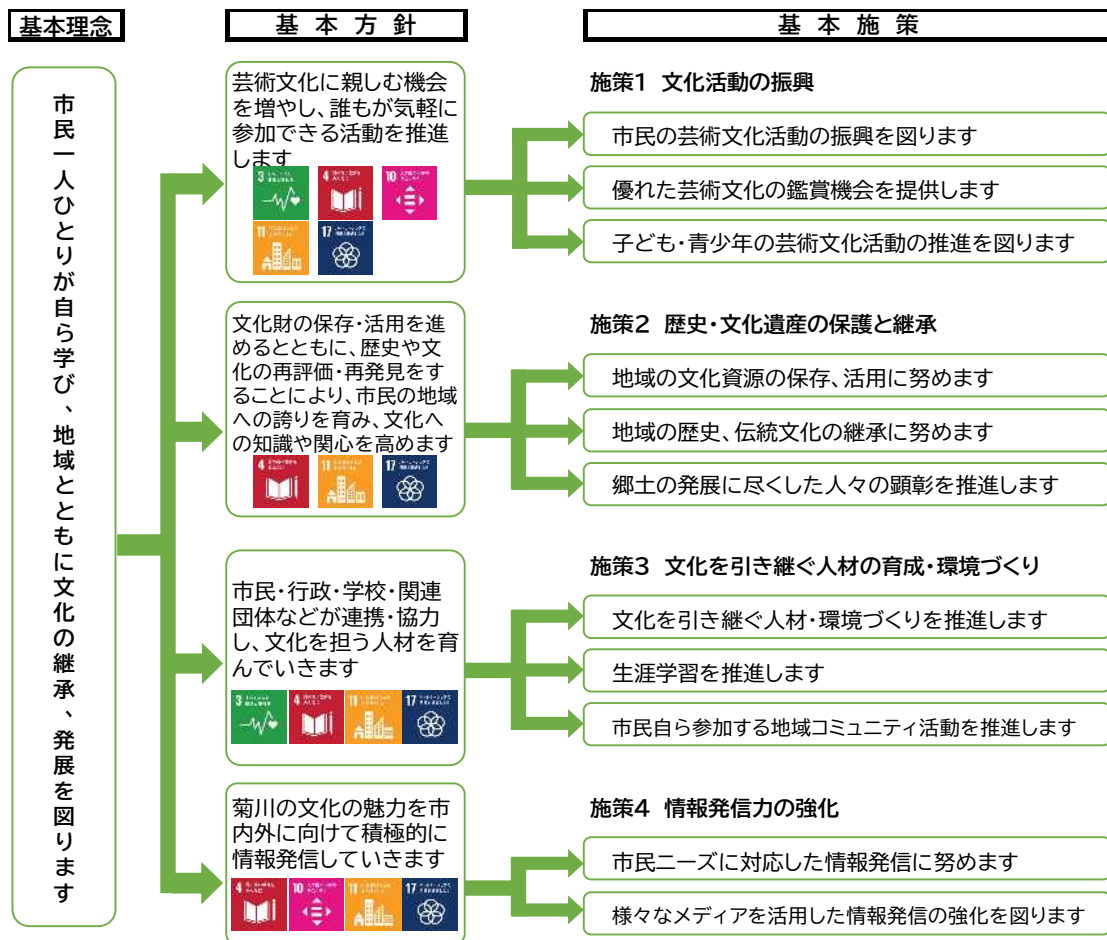 基本理念
基本方針
基本施策
市民一人ひとりが自ら学び、地域とともに文化の継承、発展を図ります
芸術文化に親しむ機会
を増やし、誰もが気軽に
参加できる活動を推進
します
3
4
10
11
17
施策1 文化活動の振興
市民の芸術文化活動の振興を図ります
優れた芸術文化の鑑賞機会を提供します
子ども・青少年の芸術文化活動の推進を図ります
文化財の保存・活用を進
めるとともに、歴史や文
化の再評価・再発見をす
ることにより、市民の地域
への誇りを育み、文化へ
の知識や関心を高めます
4
11
17
施策2 歴史・文化遺産の保護と継承
地域の文化資源の保存、活用に努めます
地域の歴史、伝統文化の継承に努めます
郷土の発展に尽くした人々の顕彰を推進します
市民・行政・学校・関連
団体などが連携・協力
し、文化を担う人材を育
んでいきます
3
4
11
17
施策3 文化を引き継ぐ人材の育成・環境づくり
文化を引き継ぐ人材・環境づくりを推進します
生涯学習を推進します
市民自ら参加する地域コミュニティ活動を推進します
菊川の文化の魅力を市
内外に向けて積極的に
情報発信していきます
4
10
11
17
施策4 情報発信力の強化
市民ニーズに対応した情報発信に努めます
様々なメディアを活用した情報発信の強化を図ります